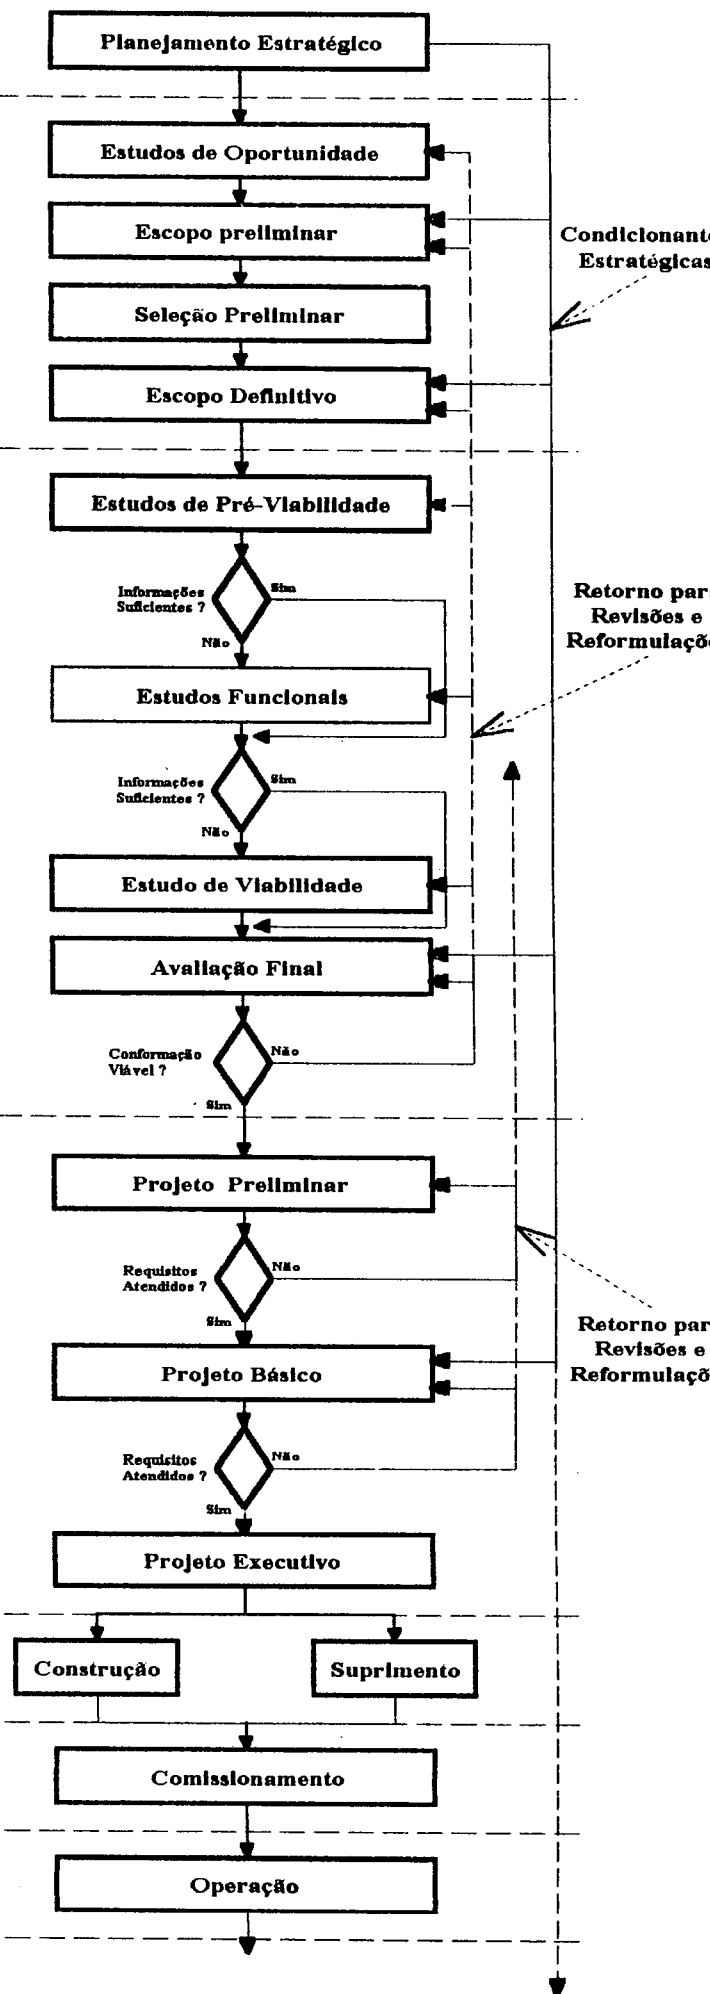 Planejamento Estratégico
Estudos de Oportunidade
Escopo preliminar
Condicionant
Estratégicas
Seleção Preliminar
Escopo Definitivo
Estudos de Pré-Viabilidade
Informações
Suficientes ?
Sim
Não
Retorno par
Revisões e
Reformulaçõ
Estudos Funcionais
Informações
Suficientes ?
Sim
Não
Estudo de Viabilidade
Avaliação Final
Conformação
Viável ?
Não
Sim
Projeto Preliminar
Requisitos
Atendidos ?
Não
Sim
Retorno par
Revisões e
Reformulaçõ
Projeto Básico
Requisitos
Atendidos ?
Não
Sim
Projeto Executivo
Construção
Suprimento
Comissionamento
Operação